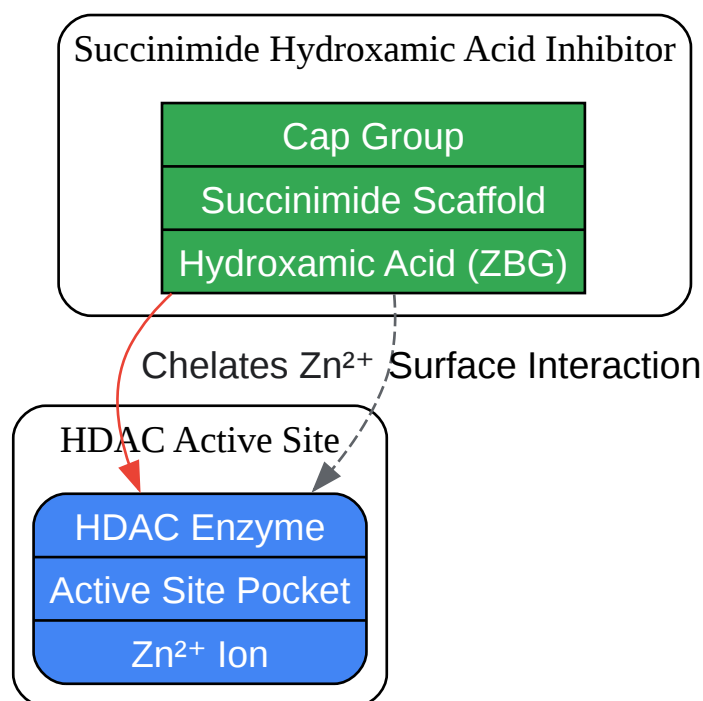 Succinimide Hydroxamic Acid Inhibitor
Cap Group
Succinimide Scaffold
Hydroxamic Acid (ZBG)
Chelates Zn²⁺
Surface Interaction
HDAC Active Site
HDAC Enzyme
Active Site Pocket
Zn²⁺ Ion